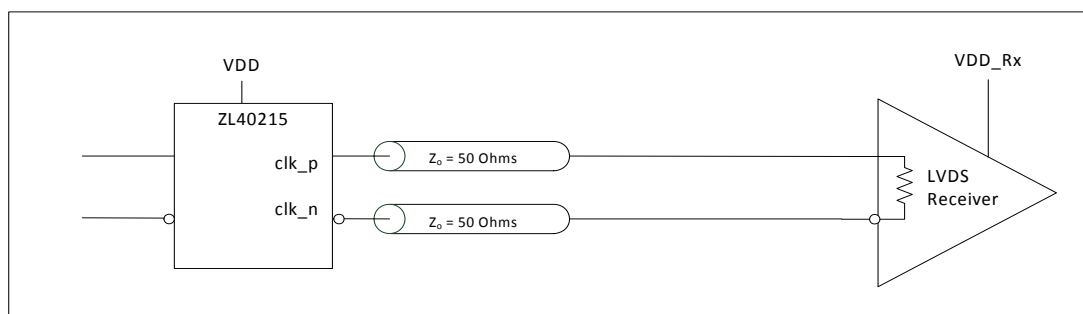 VDD
ZL40215
clk_p
clk_n
Zₒ = 50 Ohms
Zₒ = 50 Ohms
VDD_Rx
LVDS
Receiver